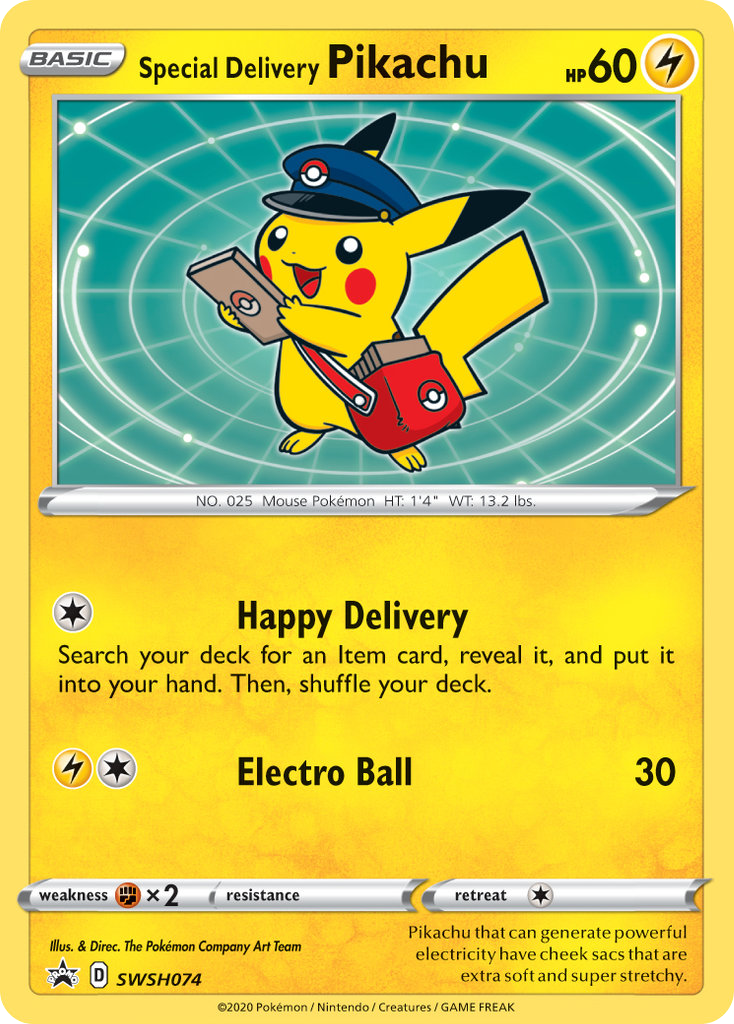 BASIC
Special Delivery Pikachu HP60
NO. 025 Mouse Pokémon HT: 1'4" WT: 13.2 lbs.
Happy Delivery
Search your deck for an Item card, reveal it, and put it
into your hand. Then, shuffle your deck.
Electro Ball 30
weakness ×2 resistance retreat
Illus. & Direc. The Pokémon Company Art Team
Pikachu that can generate powerful
electricity have cheek sacs that are
extra soft and super stretchy.
PROMO D SWSH074
©2020 Pokémon / Nintendo / Creatures / GAME FREAK